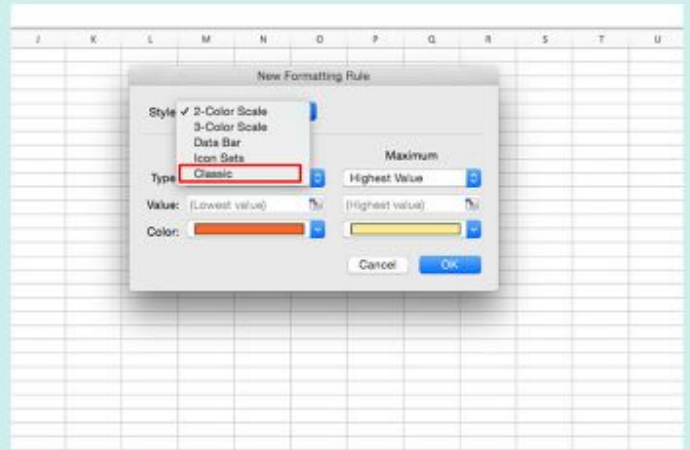 J K L M N O P Q R S T U
New Formatting Rule
Style ✓ 2-Color Scale
3-Color Scale
Data Bar
Icon Sets
Classic
Maximum
Type Highest Value
Value: (Lowest value) (Highest value)
Color:
Cancel OK